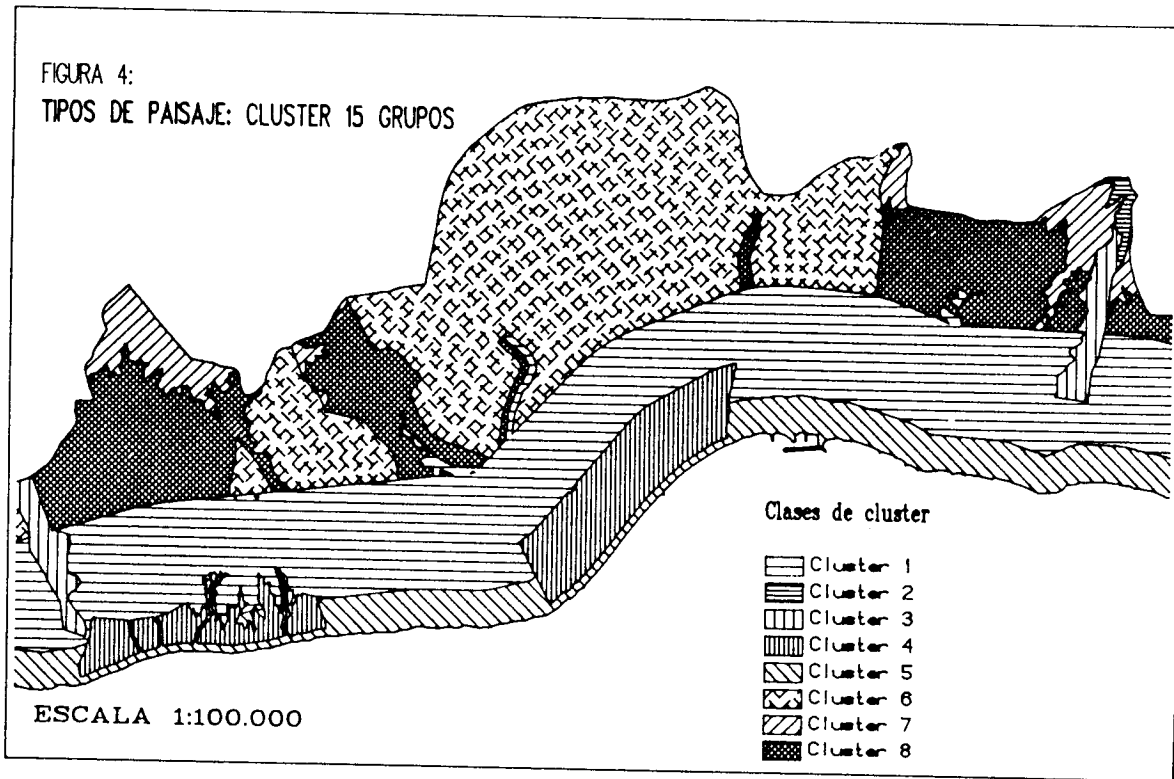 FIGURA 4:
TIPOS DE PAISAJE: CLUSTER 15 GRUPOS
Clases de cluster
Cluster 1
Cluster 2
Cluster 3
Cluster 4
Cluster 5
Cluster 6
Cluster 7
Cluster 8
ESCALA 1:100.000